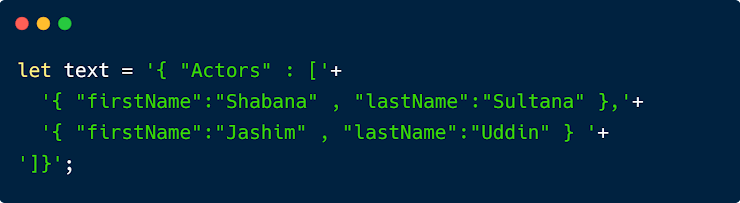 let text = '{ "Actors" : ['+
'{ "firstName":"Shabana" , "lastName":"Sultana" },'+
'{ "firstName":"Jashim" , "lastName":"Uddin" } '+
']}';